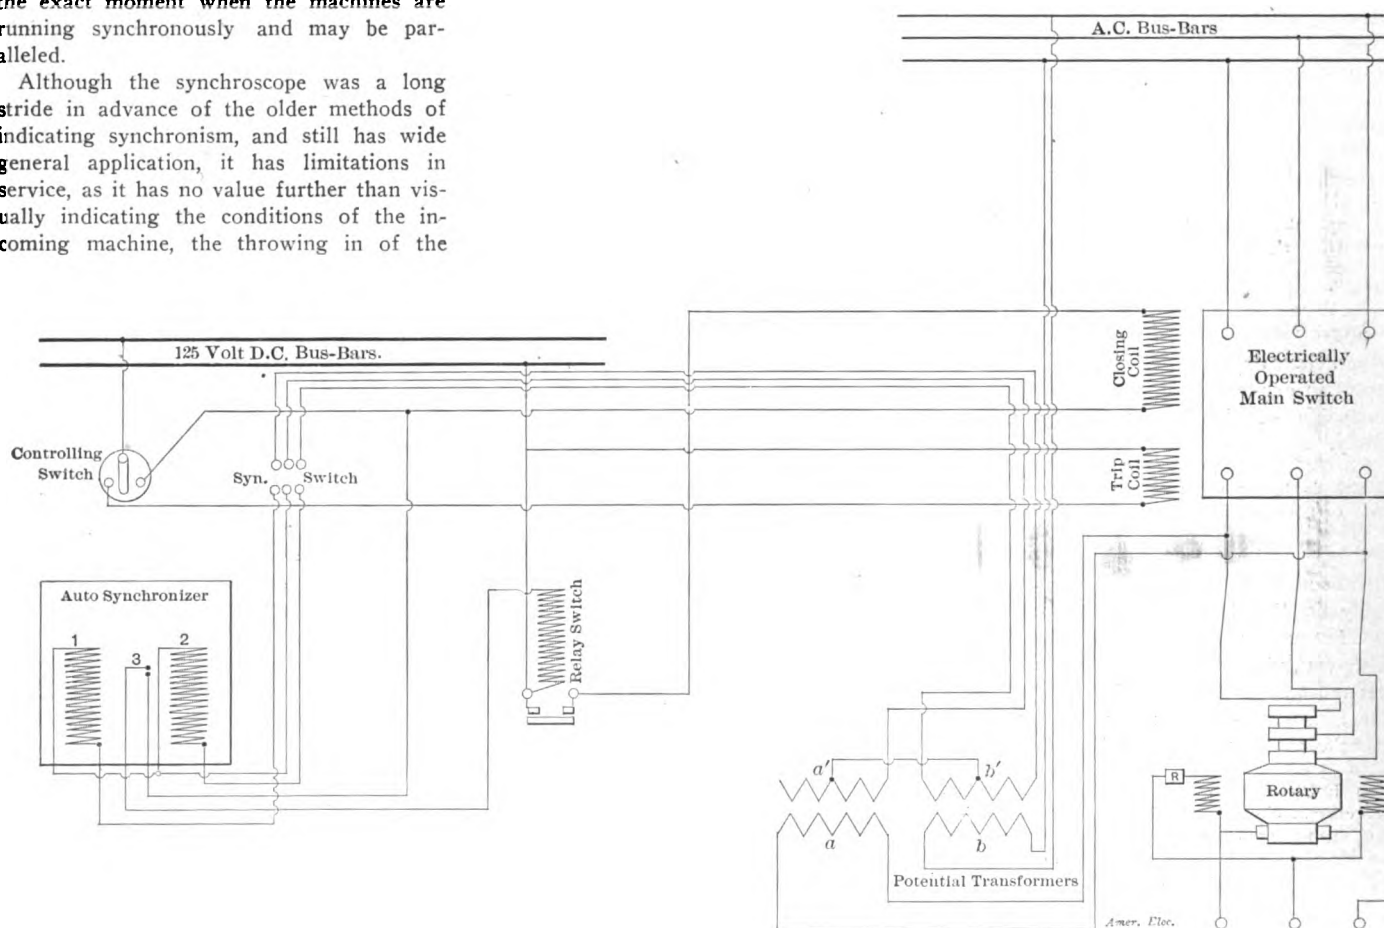 the exact moment when the machines are
running synchronously and may be par-
alleled.
Although the synchroscope was a long
stride in advance of the older methods of
indicating synchronism, and still has wide
general application, it has limitations in
service, as it has no value further than vis-
ually indicating the conditions of the in-
coming machine, the throwing in of the
A.C. Bus-Bars
125 Volt D.C. Bus-Bars.
Closing
Coil
Electrically
Operated
Main Switch
Controlling
Switch
Syn. Switch
Trip
Coil
Auto Synchronizer
1
2
3
Relay Switch
a'
b'
R
Rotary
a
b
Potential Transformers
Amer. Elec.